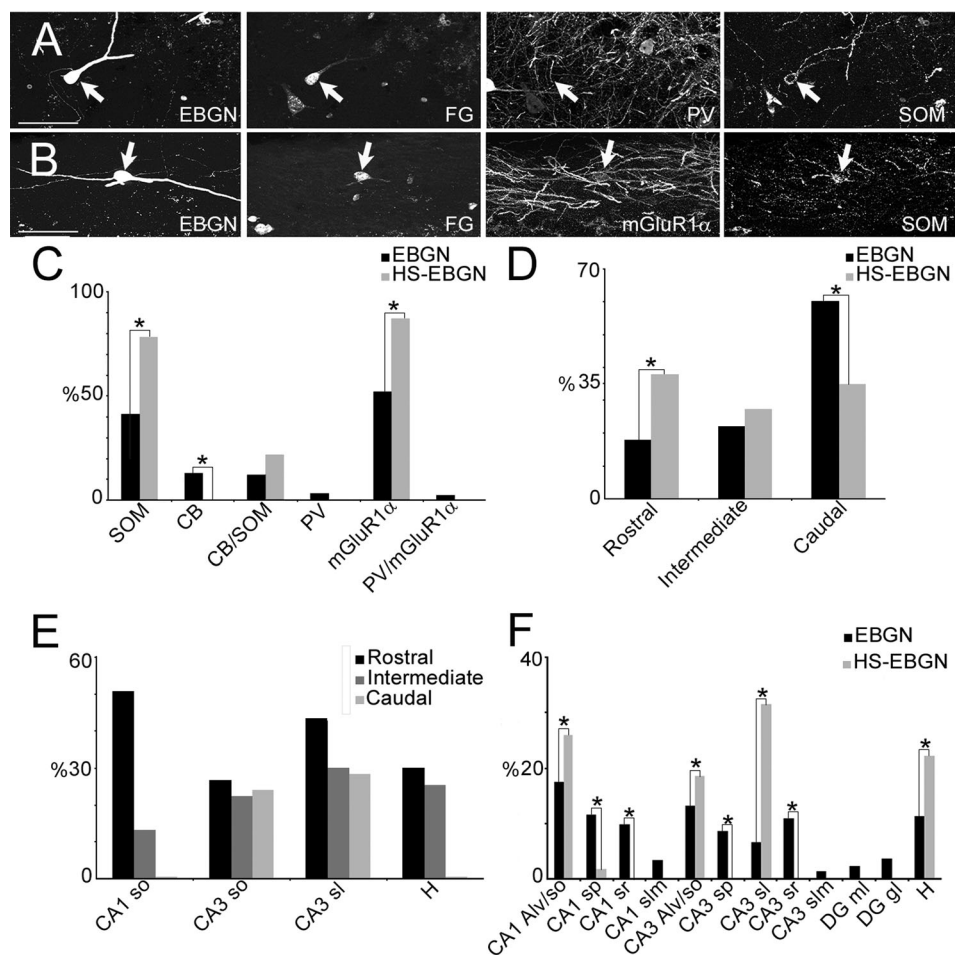 A
EBGN
FG
PV
SOM
B
EBGN
FG
mGluR1α
SOM
C
EBGN
HS-EBGN
100
%50
0
*
*
*
SOM
CB
CB/SOM
PV
mGluR1α
PV/mGluR1α
D
EBGN
HS-EBGN
70
%35
0
*
*
Rostral
Intermediate
Caudal
E
Rostral
Intermediate
Caudal
60
%30
0
CA1 so
CA3 so
CA3 sl
H
F
EBGN
HS-EBGN
40
%20
0
*
*
*
*
*
*
*
*
CA1 Alv/so
CA1 sp
CA1 sr
CA1 slm
CA3 Alv/so
CA3 sp
CA3 sl
CA3 sr
CA3 slm
DG ml
DG gl
H